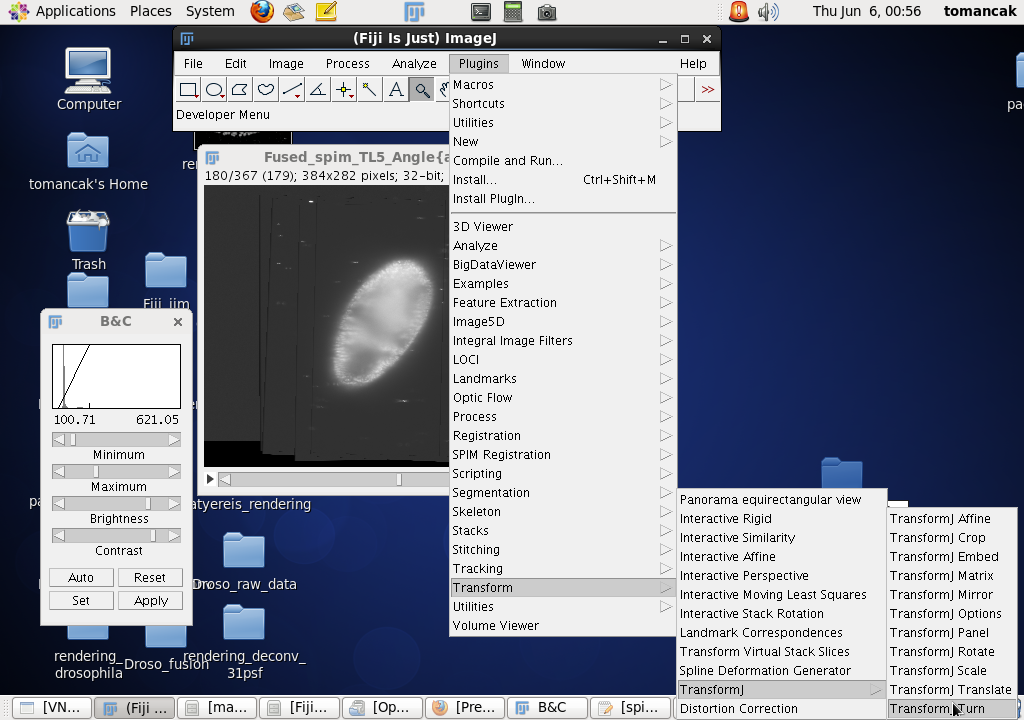 Applications Places System Thu Jun 6, 00:56 tomancak
(Fiji Is Just) ImageJ
File Edit Image Process Analyze Plugins Window Help
A >>
Developer Menu
Computer
tomancak's Home
Trash
Fiji_jim
Fused_spim_TL5_Angle{a
180/367 (179); 384x282 pixels; 32-bit;
B&C
100.71 621.05
Minimum
Maximum
Brightness
Contrast
Auto Reset
Set Apply
atyereis_rendering
Droso_raw_data
rendering_
drosophila
Droso_fusion
rendering_deconv_
31psf
Macros
Shortcuts
Utilities
New
Compile and Run...
Install... Ctrl+Shift+M
Install PlugIn...
3D Viewer
Analyze
BigDataViewer
Examples
Feature Extraction
Image5D
Integral Image Filters
LOCI
Landmarks
Optic Flow
Process
Registration
SPIM Registration
Scripting
Segmentation
Skeleton
Stacks
Stitching
Tracking
Transform
Utilities
Volume Viewer
Panorama equirectangular view
Interactive Rigid
Interactive Similarity
Interactive Affine
Interactive Perspective
Interactive Moving Least Squares
Interactive Stack Rotation
Landmark Correspondences
Transform Virtual Stack Slices
Spline Deformation Generator
TransformJ
Distortion Correction
TransformJ Affine
TransformJ Crop
TransformJ Embed
TransformJ Matrix
TransformJ Mirror
TransformJ Options
TransformJ Panel
TransformJ Rotate
TransformJ Scale
TransformJ Translate
TransformJ Turn
[VN... (Fiji ... [ma... [Fiji... [Op... [Pre... B&C [spi...